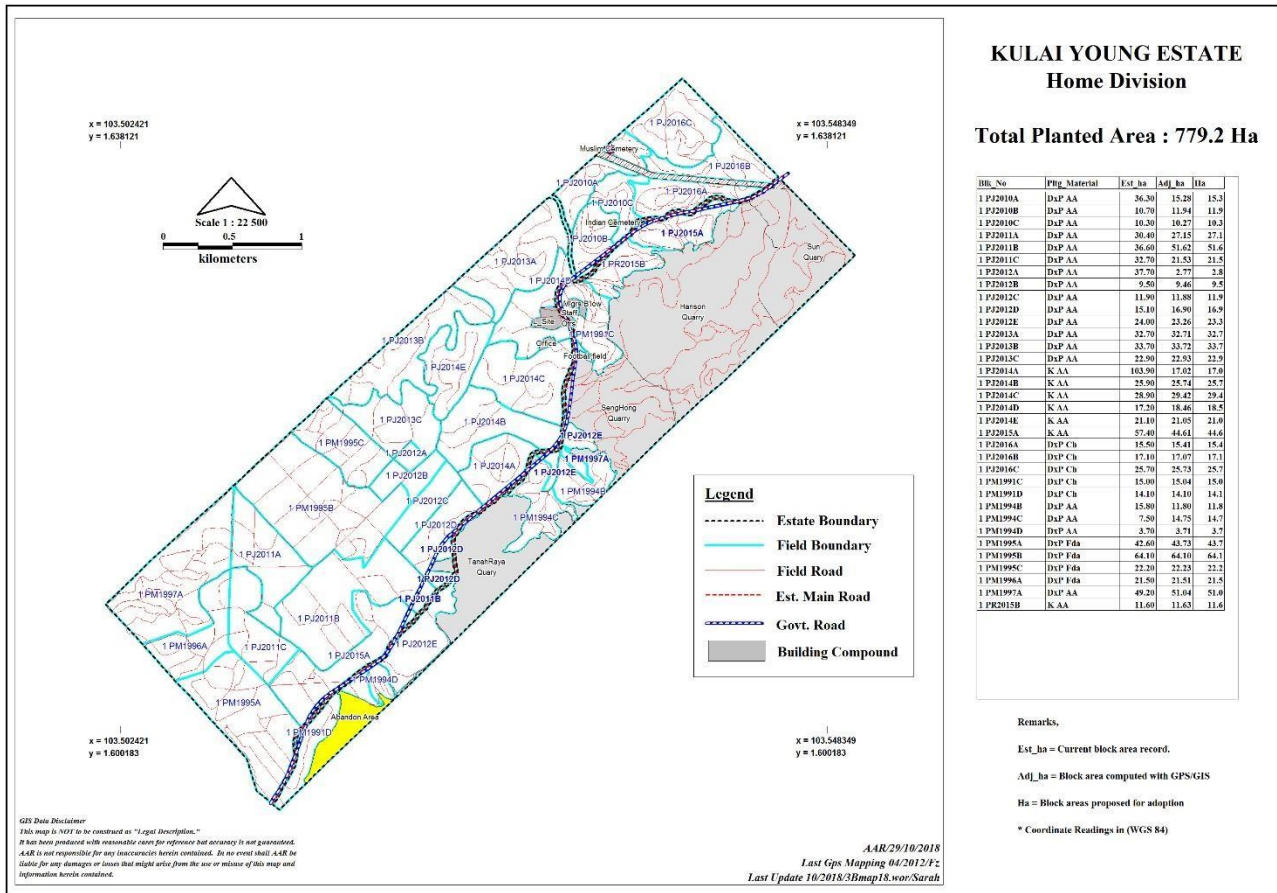 KULAI YOUNG ESTATE
Home Division
Total Planted Area : 779.2 Ha
x = 103.502421
y = 1.638121
x = 103.548349
y = 1.638121
Scale 1 : 22 500
0 0.5 1
kilometers
1 PJ2016C
Muslim Cemetery
1 PJ2016B
1 PJ2010A
1 PJ2016A
1 PJ2010C
Indian Cemetery
1 PJ2010B
1 PJ2015A
Sun
Quary
1 PJ2013A
1 PR2015B
1 PJ2014D
Staff
Qtrs
Site
Hanson
Quarry
1 PM1991C
Office
Football field
1 PJ2013B
1 PJ2014E
1 PJ2014C
SengHong
Quarry
1 PJ2013C
1 PJ2014B
1 PJ2012E
1 PM1995C
1 PJ2012A
1 PM1997A
1 PJ2012B
1 PJ2014A
1 PJ2012E
1 PM1994B
1 PM1995B
1 PJ2012C
1 PM1994C
1 PJ2012D
1 PJ2011A
1 PJ2012D
TanahRaya
Quary
1 PJ2012D
1 PM1997A
1 PJ2011B
1 PJ2011B
1 PM1996A
1 PJ2011C
1 PJ2012E
1 PJ2015A
1 PM1994D
1 PM1995A
Abandon Area
1 PM1991D
Legend
Estate Boundary
Field Boundary
Field Road
Est. Main Road
Govt. Road
Building Compound
x = 103.502421
y = 1.600183
x = 103.548349
y = 1.600183
GIS Data Disclaimer
This map is NOT to be construed as "Legal Description."
It has been produced with reasonable cares for reference but accuracy is not guaranteed.
AAR is not responsible for any inaccuracies herein contained. In no event shall AAR be
liable for any damages or losses that might arise from the use or misuse of this map and
information herein contained.
AAR/29/10/2018
Last Gps Mapping 04/2012/Fz
Last Update 10/2018/3Bmap18.wor/Sarah
Blk_No Pltg_Material Est_ha Adj_ha Ha
1 PJ2010A DxP AA 36.30 15.28 15.3
1 PJ2010B DxP AA 10.70 11.94 11.9
1 PJ2010C DxP AA 10.30 10.27 10.3
1 PJ2011A DxP AA 30.40 27.15 27.1
1 PJ2011B DxP AA 36.60 51.62 51.6
1 PJ2011C DxP AA 32.70 21.53 21.5
1 PJ2012A DxP AA 37.70 2.77 2.8
1 PJ2012B DxP AA 9.50 9.46 9.5
1 PJ2012C DxP AA 11.90 11.88 11.9
1 PJ2012D DxP AA 15.10 16.90 16.9
1 PJ2012E DxP AA 24.00 23.26 23.3
1 PJ2013A DxP AA 32.70 32.71 32.7
1 PJ2013B DxP AA 33.70 33.72 33.7
1 PJ2013C DxP AA 22.90 22.93 22.9
1 PJ2014A K AA 103.90 17.02 17.0
1 PJ2014B K AA 25.90 25.74 25.7
1 PJ2014C K AA 28.90 29.42 29.4
1 PJ2014D K AA 17.20 18.46 18.5
1 PJ2014E K AA 21.10 21.05 21.0
1 PJ2015A K AA 57.40 44.61 44.6
1 PJ2016A DxP Ch 15.50 15.41 15.4
1 PJ2016B DxP Ch 17.10 17.07 17.1
1 PJ2016C DxP Ch 25.70 25.73 25.7
1 PM1991C DxP Ch 15.00 15.04 15.0
1 PM1991D DxP Ch 14.10 14.10 14.1
1 PM1994B DxP AA 15.80 11.80 11.8
1 PM1994C DxP AA 7.50 14.75 14.7
1 PM1994D DxP AA 3.70 3.71 3.7
1 PM1995A DxP Fda 42.60 43.73 43.7
1 PM1995B DxP Fda 64.10 64.10 64.1
1 PM1995C DxP Fda 22.20 22.23 22.2
1 PM1996A DxP Fda 21.50 21.51 21.5
1 PM1997A DxP AA 49.20 51.04 51.0
1 PR2015B K AA 11.60 11.63 11.6
Remarks,
Est_ha = Current block area record.
Adj_ha = Block area computed with GPS/GIS
Ha = Block areas proposed for adoption
* Coordinate Readings in (WGS 84)